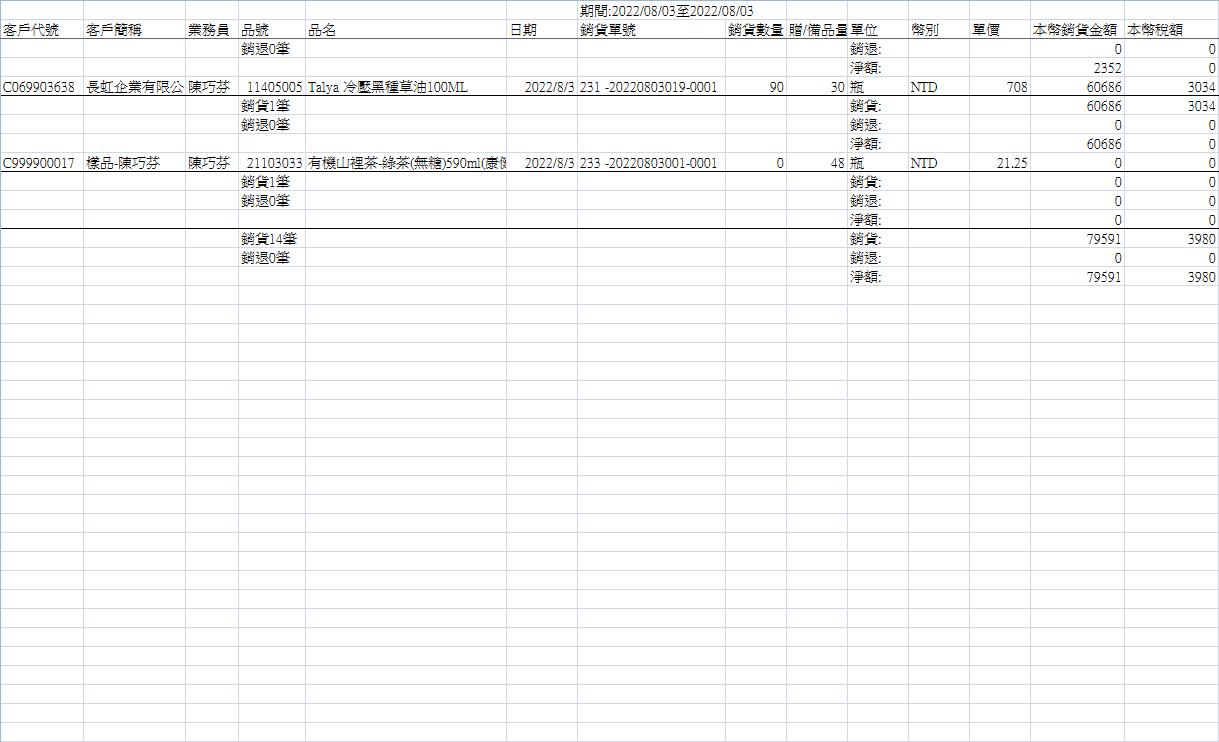 期間:2022/08/03至2022/08/03
客戶代號 客戶簡稱 業務員 品號 品名 日期 銷貨單號 銷貨數量 贈/備品量 單位 幣別 單價 本幣銷貨金額 本幣稅額
銷退0筆 銷退: 0 0
淨額: 2352 0
C069903638 長虹企業有限公 陳巧芬 11405005 Talya 冷壓黑種草油100ML 2022/8/3 231 -20220803019-0001 90 30 瓶 NTD 708 60686 3034
銷貨1筆 銷貨: 60686 3034
銷退0筆 銷退: 0 0
淨額: 60686 0
C999900017 樣品-陳巧芬 陳巧芬 21103033 有機山裡茶-綠茶(無糖)590ml(康 2022/8/3 233 -20220803001-0001 0 48 瓶 NTD 21.25 0 0
銷貨1筆 銷貨: 0 0
銷退0筆 銷退: 0 0
淨額: 0 0
銷貨14筆 銷貨: 79591 3980
銷退0筆 銷退: 0 0
淨額: 79591 3980